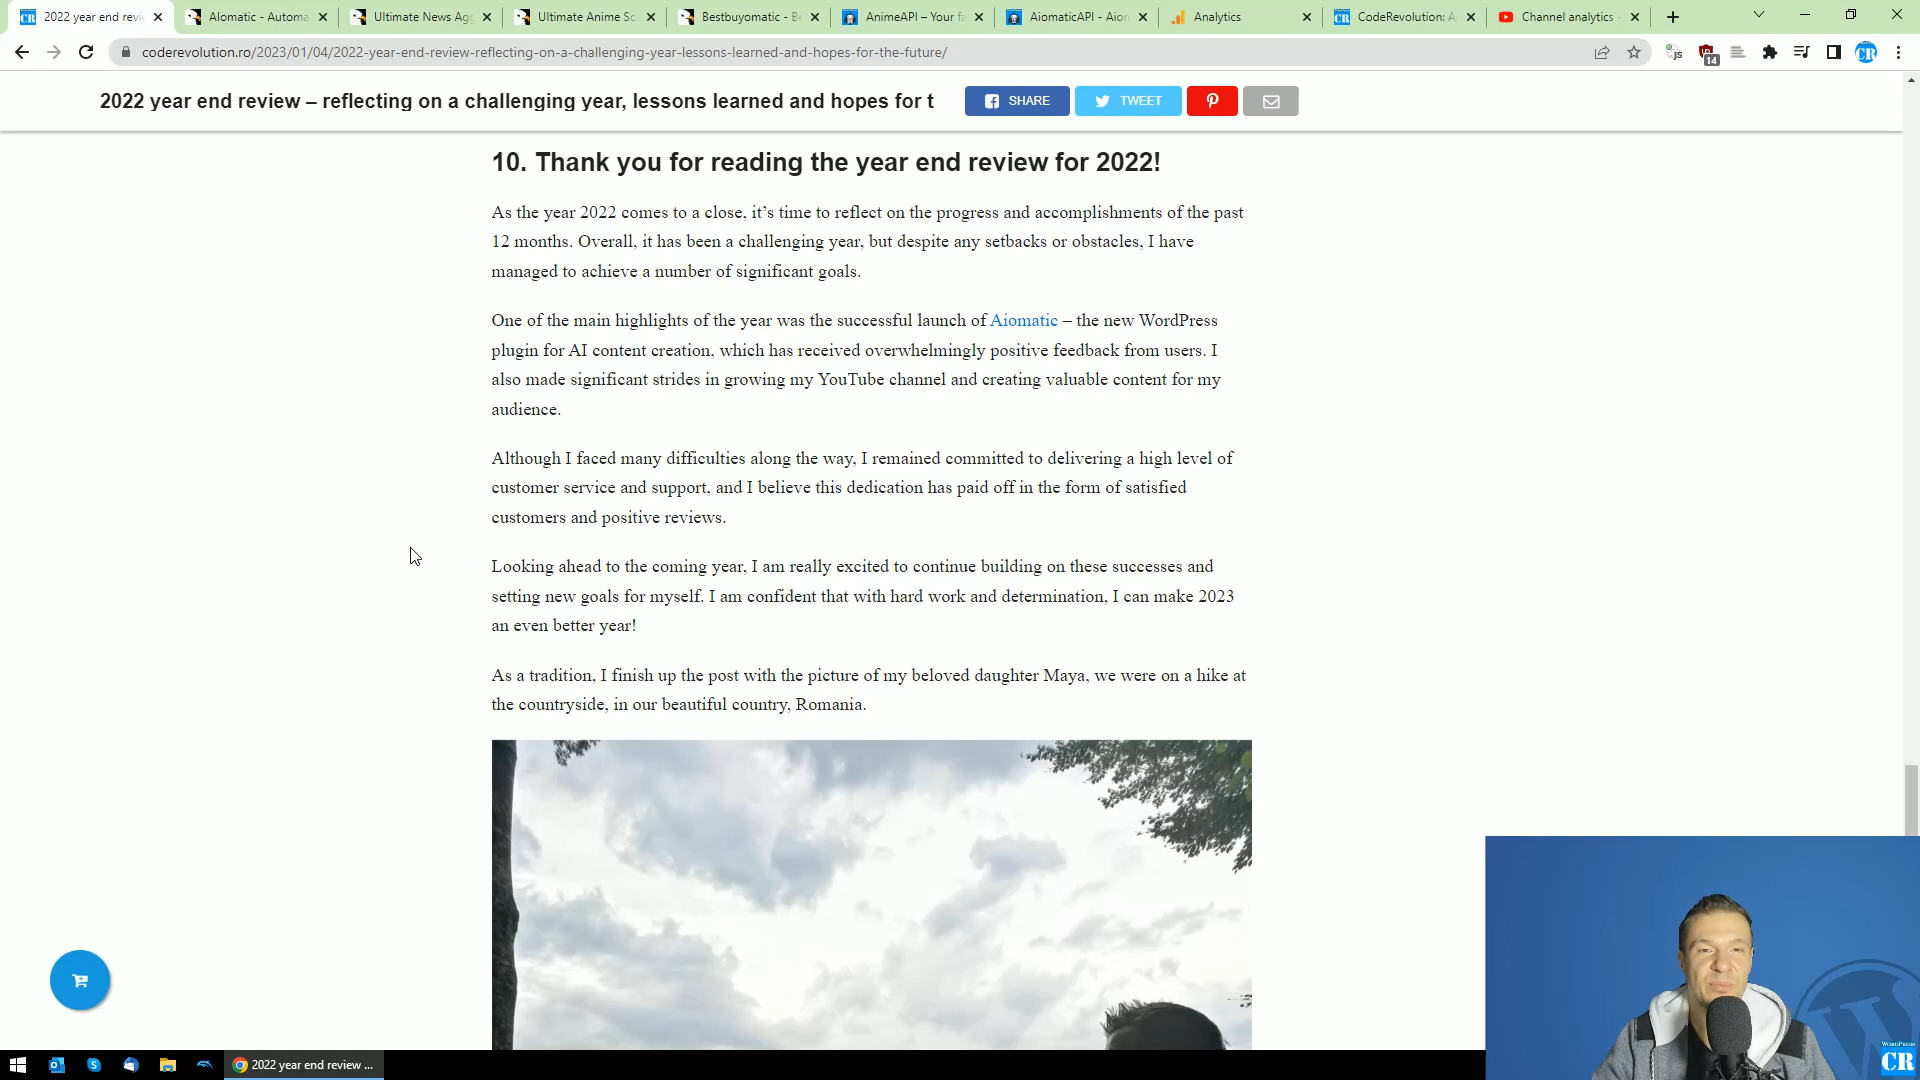 2022 year end revi
AIomatic - Automa
Ultimate News Agg
Ultimate Anime Sc
Bestbuyomatic - Be
AnimeAPI – Your fa
AiomaticAPI - Aiom
Analytics
CodeRevolution: A
Channel analytics -
coderevolution.ro/2023/01/04/2022-year-end-review-reflecting-on-a-challenging-year-lessons-learned-and-hopes-for-the-future/
14
2022 year end review – reflecting on a challenging year, lessons learned and hopes for t
SHARE
TWEET
10. Thank you for reading the year end review for 2022!
As the year 2022 comes to a close, it’s time to reflect on the progress and accomplishments of the past
12 months. Overall, it has been a challenging year, but despite any setbacks or obstacles, I have
managed to achieve a number of significant goals.
One of the main highlights of the year was the successful launch of Aiomatic – the new WordPress
plugin for AI content creation, which has received overwhelmingly positive feedback from users. I
also made significant strides in growing my YouTube channel and creating valuable content for my
audience.
Although I faced many difficulties along the way, I remained committed to delivering a high level of
customer service and support, and I believe this dedication has paid off in the form of satisfied
customers and positive reviews.
Looking ahead to the coming year, I am really excited to continue building on these successes and
setting new goals for myself. I am confident that with hard work and determination, I can make 2023
an even better year!
As a tradition, I finish up the post with the picture of my beloved daughter Maya, we were on a hike at
the countryside, in our beautiful country, Romania.
2022 year end review ...
WORDPRESS
CR